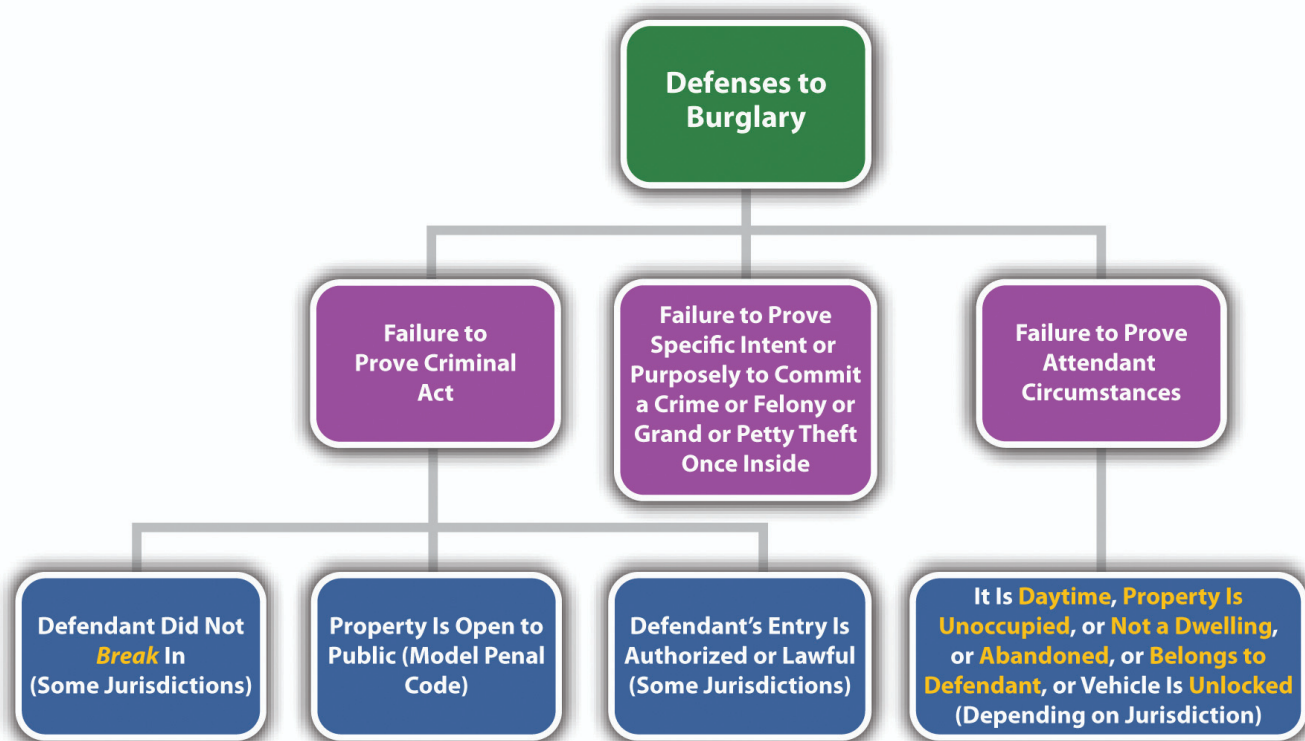 Defenses to
Burglary
Failure to
Prove Criminal
Act
Failure to Prove
Specific Intent or
Purposely to Commit
a Crime or Felony or
Grand or Petty Theft
Once Inside
Failure to Prove
Attendant
Circumstances
Defendant Did Not
Break In
(Some Jurisdictions)
Property Is Open to
Public (Model Penal
Code)
Defendant’s Entry Is
Authorized or Lawful
(Some Jurisdictions)
It Is Daytime, Property Is
Unoccupied, or Not a Dwelling,
or Abandoned, or Belongs to
Defendant, or Vehicle Is Unlocked
(Depending on Jurisdiction)